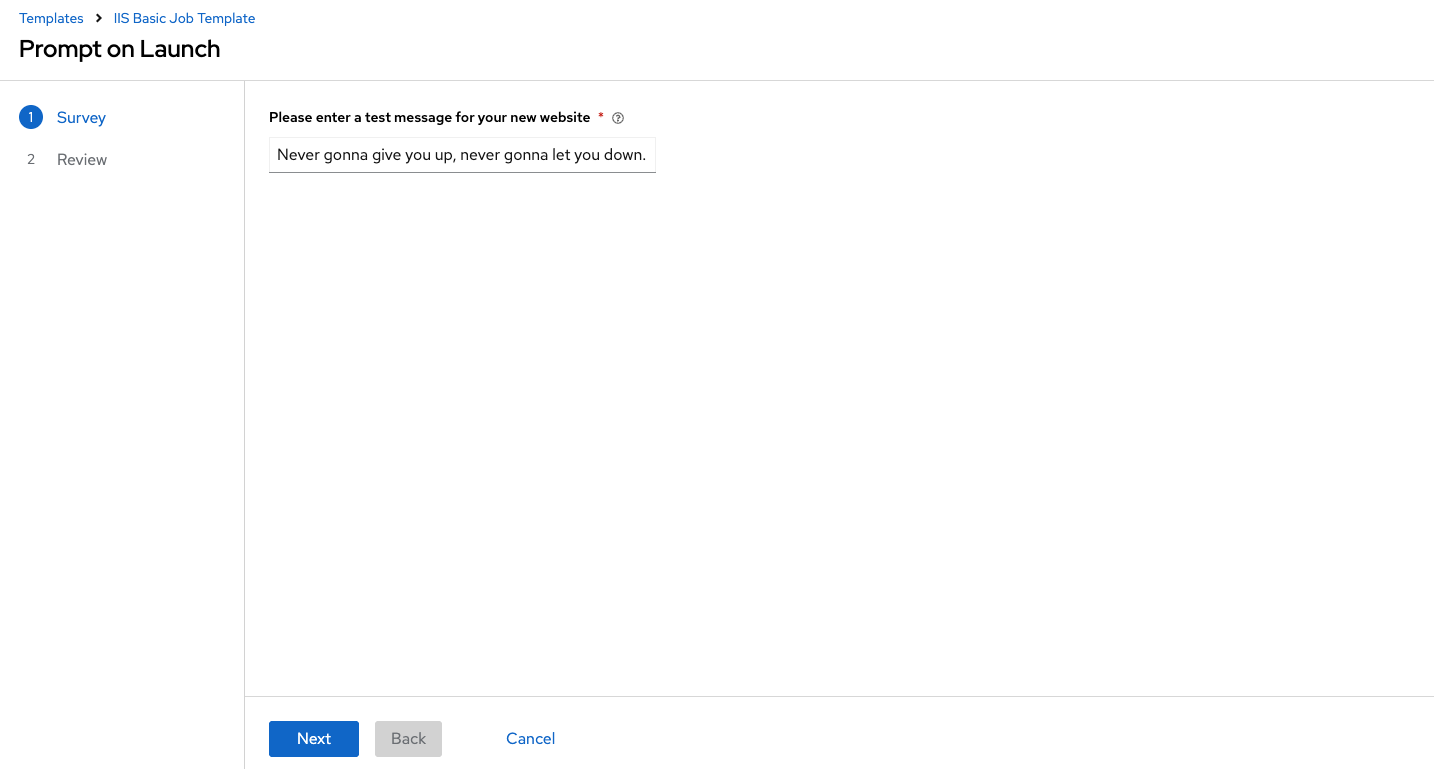 Templates > IIS Basic Job Template
Prompt on Launch
1 Survey
2 Review
Please enter a test message for your new website *
Never gonna give you up, never gonna let you down.
Next Back Cancel